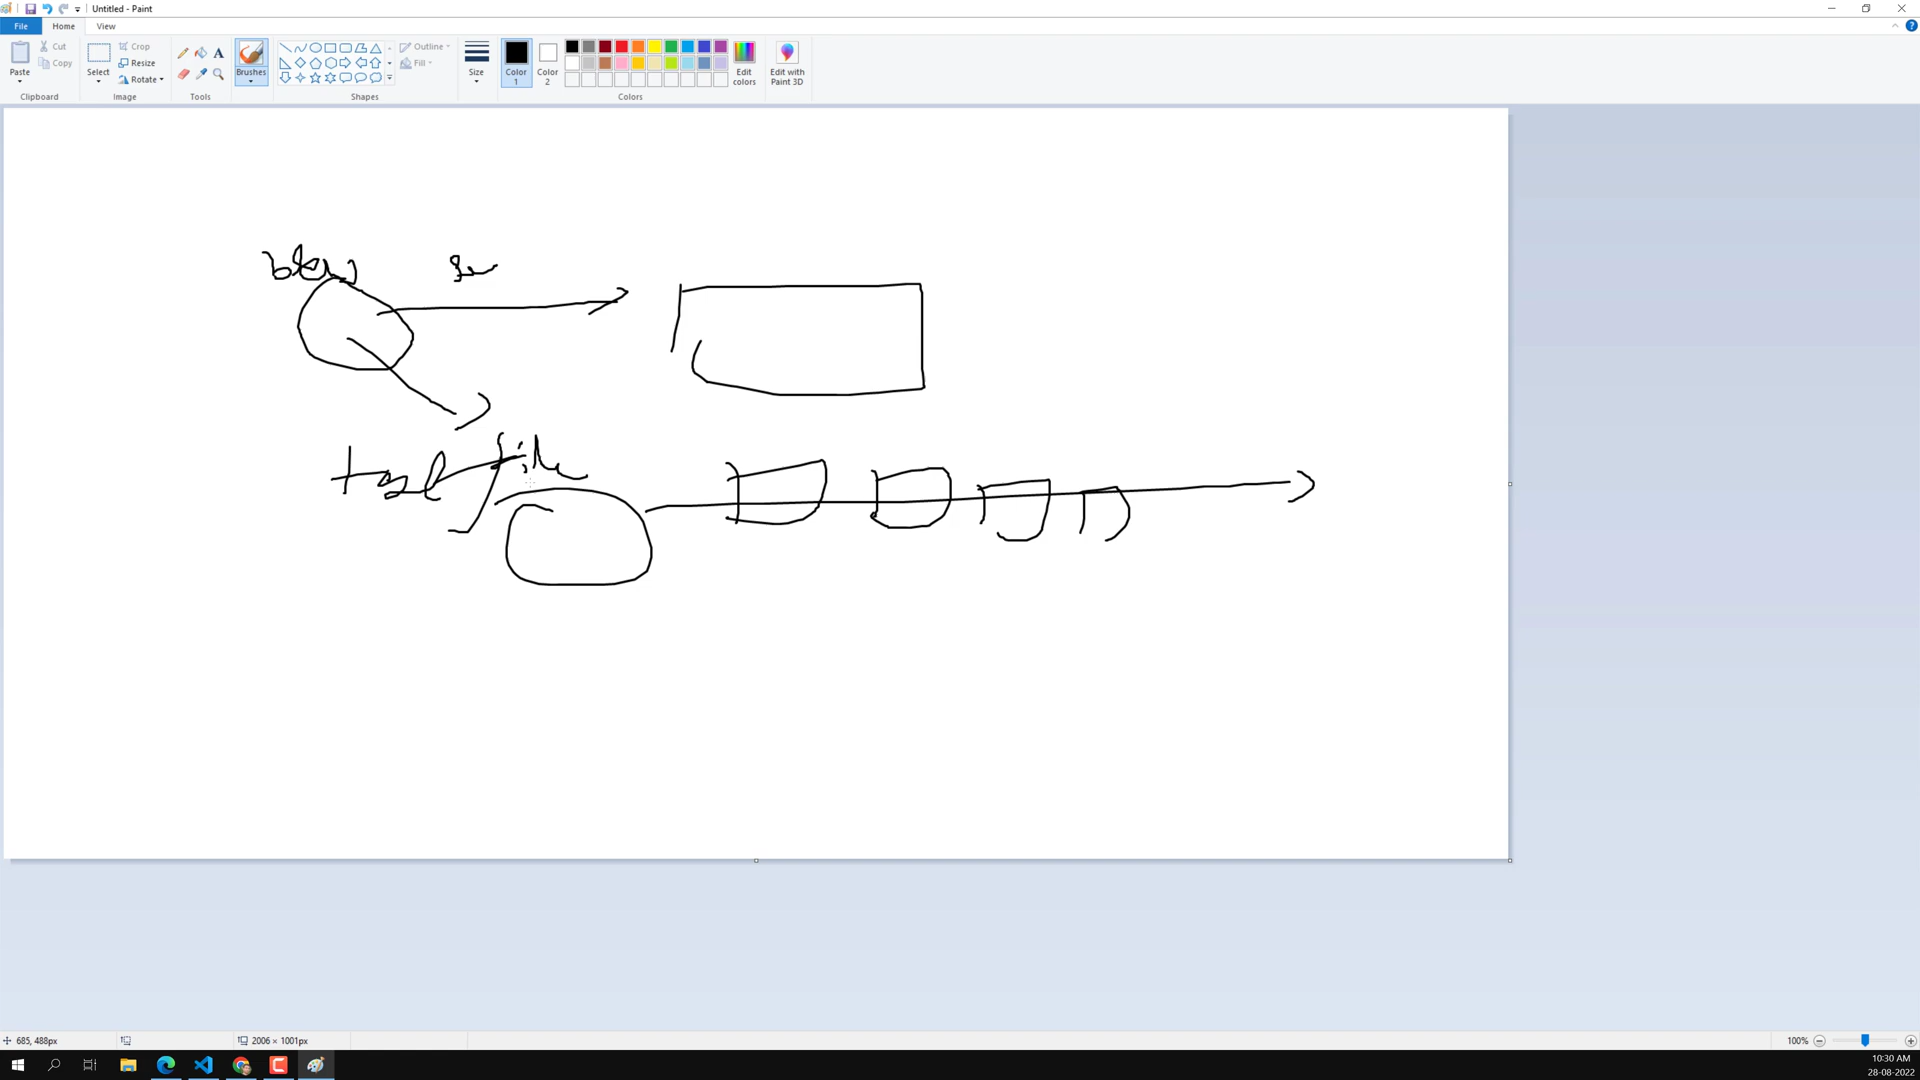 Untitled - Paint
File
Home
View
Paste
Cut
Copy
Clipboard
Select
Crop
Resize
Rotate
Image
A
Tools
Brushes
Outline
Fill
Shapes
Size
Color 1
Color 2
Edit colors
Colors
Edit with Paint 3D
file
685, 488px
2006 × 1001px
100%
10:30 AM
28-08-2022